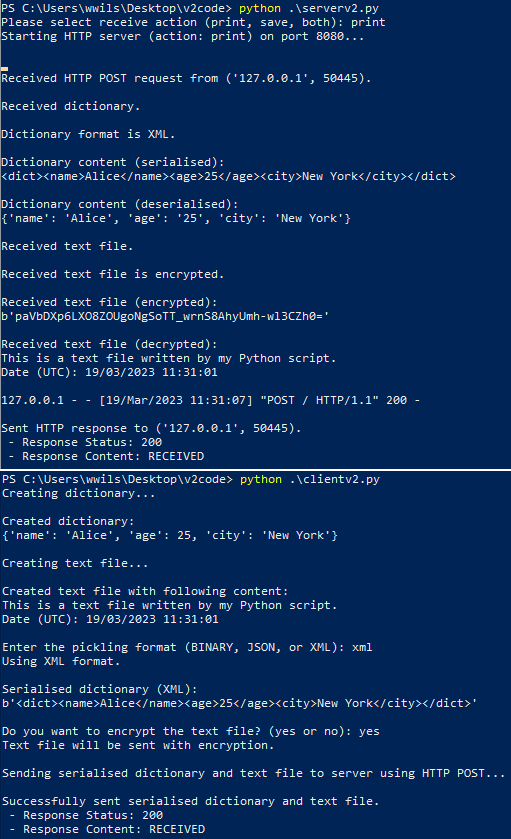 PS C:\Users\wwils\Desktop\v2code> python .\serverv2.py
Please select receive action (print, save, both): print
Starting HTTP server (action: print) on port 8080...
Received HTTP POST request from ('127.0.0.1', 50445).
Received dictionary.
Dictionary format is XML.
Dictionary content (serialised):
<dict><name>Alice</name><age>25</age><city>New York</city></dict>
Dictionary content (deserialised):
{'name': 'Alice', 'age': '25', 'city': 'New York'}
Received text file.
Received text file is encrypted.
Received text file (encrypted):
b'paVbDXp6LXO8ZOUgoNgSoTT_wrnS8AhyUmh-wl3CZh0='
Received text file (decrypted):
This is a text file written by my Python script.
Date (UTC): 19/03/2023 11:31:01
127.0.0.1 - - [19/Mar/2023 11:31:07] "POST / HTTP/1.1" 200 -
Sent HTTP response to ('127.0.0.1', 50445).
- Response Status: 200
- Response Content: RECEIVED
PS C:\Users\wwils\Desktop\v2code> python .\clientv2.py
Creating dictionary...
Created dictionary:
{'name': 'Alice', 'age': 25, 'city': 'New York'}
Creating text file...
Created text file with following content:
This is a text file written by my Python script.
Date (UTC): 19/03/2023 11:31:01
Enter the pickling format (BINARY, JSON, or XML): xml
Using XML format.
Serialised dictionary (XML):
b'<dict><name>Alice</name><age>25</age><city>New York</city></dict>'
Do you want to encrypt the text file? (yes or no): yes
Text file will be sent with encryption.
Sending serialised dictionary and text file to server using HTTP POST...
Successfully sent serialised dictionary and text file.
- Response Status: 200
- Response Content: RECEIVED